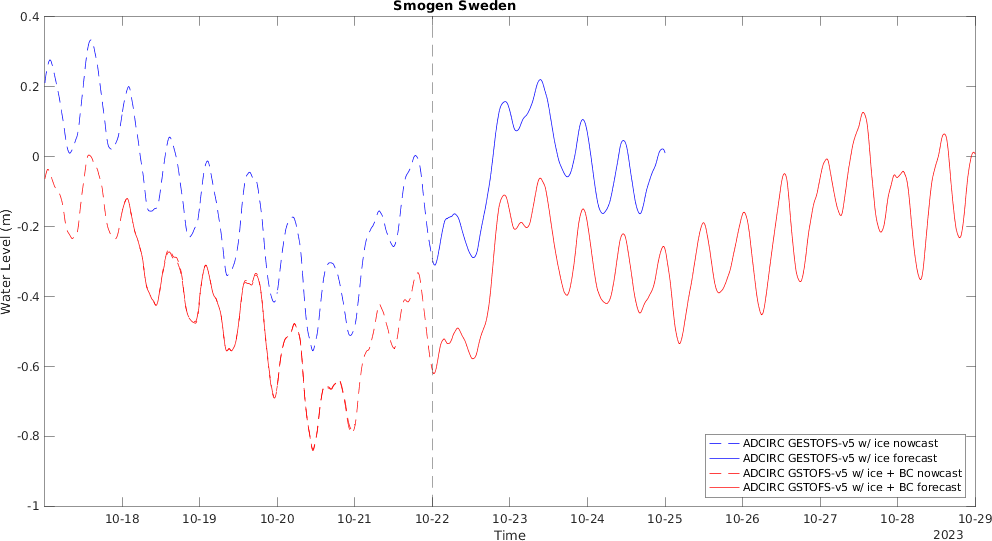 Smogen Sweden
0.4
0.2
0
-0.2
-0.4
-0.6
-0.8
-1
Water Level (m)
ADCIRC GESTOFS-v5 w/ ice nowcast
ADCIRC GESTOFS-v5 w/ ice forecast
ADCIRC GSTOFS-v5 w/ ice + BC nowcast
ADCIRC GSTOFS-v5 w/ ice + BC forecast
10-18 10-19 10-20 10-21 10-22 10-23 10-24 10-25 10-26 10-27 10-28 10-29
Time
2023